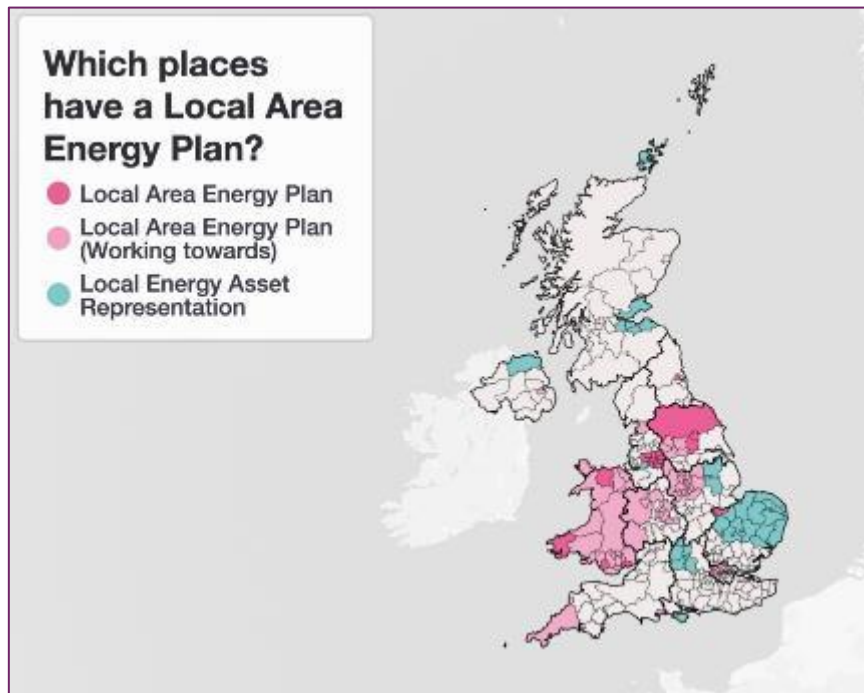 Which places
have a Local Area
Energy Plan?
Local Area Energy Plan
Local Area Energy Plan
(Working towards)
Local Energy Asset
Representation